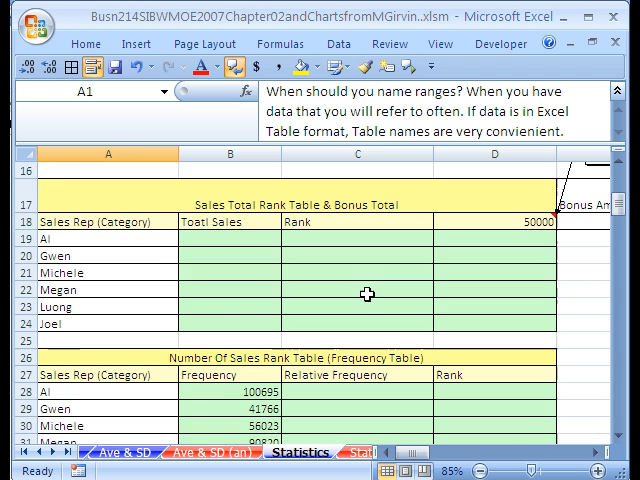 Busn214SIBWMOE2007Chapter02andChartsfromMGirvin..xlsm - Microsoft Excel
Home Insert Page Layout Formulas Data Review View Developer
A1 fx When should you name ranges? When you have
data that you will refer to often. If data is in Excel
Table format, Table names are very convienient.
A B C D
16
17 Sales Total Rank Table & Bonus Total Bonus Am
18 Sales Rep (Category) Toatl Sales Rank 50000
19 Al
20 Gwen
21 Michele
22 Megan
23 Luong
24 Joel
26 Number Of Sales Rank Table (Frequency Table)
27 Sales Rep (Category) Frequency Relative Frequency Rank
28 Al 100695
29 Gwen 41766
30 Michele 56023
31 Megan 90820
Ave & SD Ave & SD (an) Statistics Stati
Ready 85%